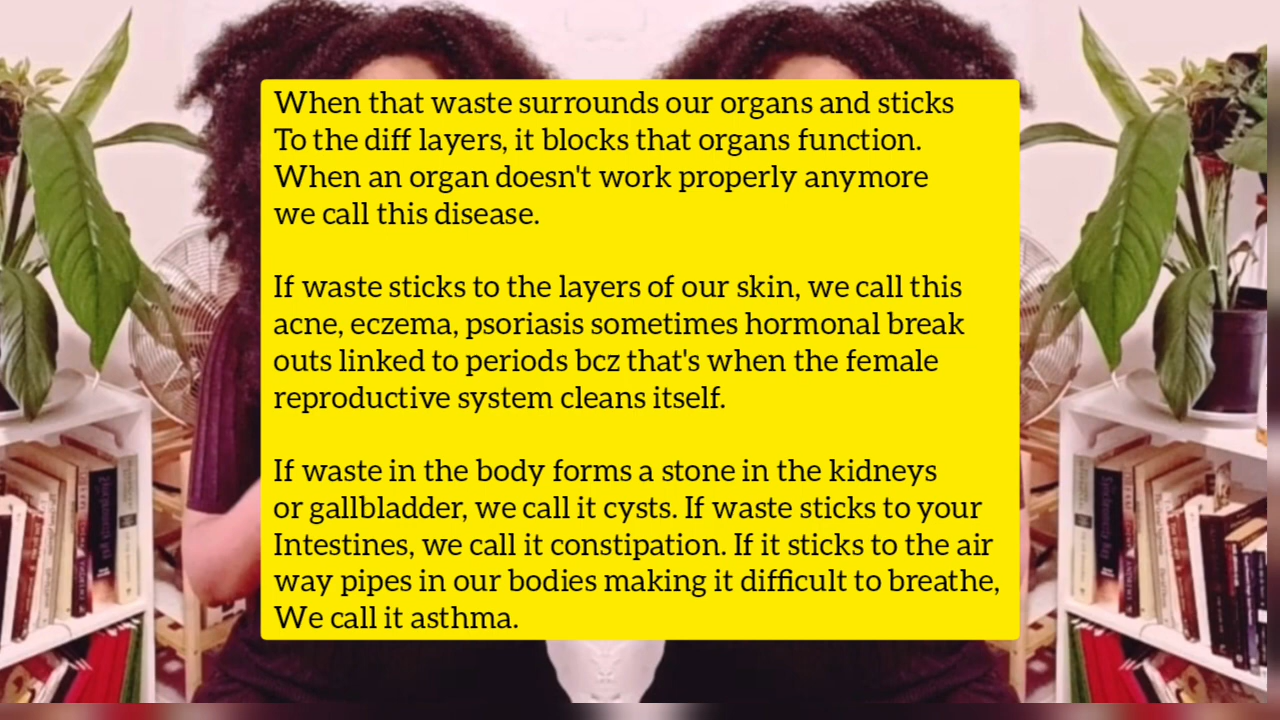 When that waste surrounds our organs and sticks
To the diff layers, it blocks that organs function.
When an organ doesn't work properly anymore
we call this disease.
If waste sticks to the layers of our skin, we call this
acne, eczema, psoriasis sometimes hormonal break
outs linked to periods bcz that's when the female
reproductive system cleans itself.
If waste in the body forms a stone in the kidneys
or gallbladder, we call it cysts. If waste sticks to your
Intestines, we call it constipation. If it sticks to the air
way pipes in our bodies making it difficult to breathe,
We call it asthma.